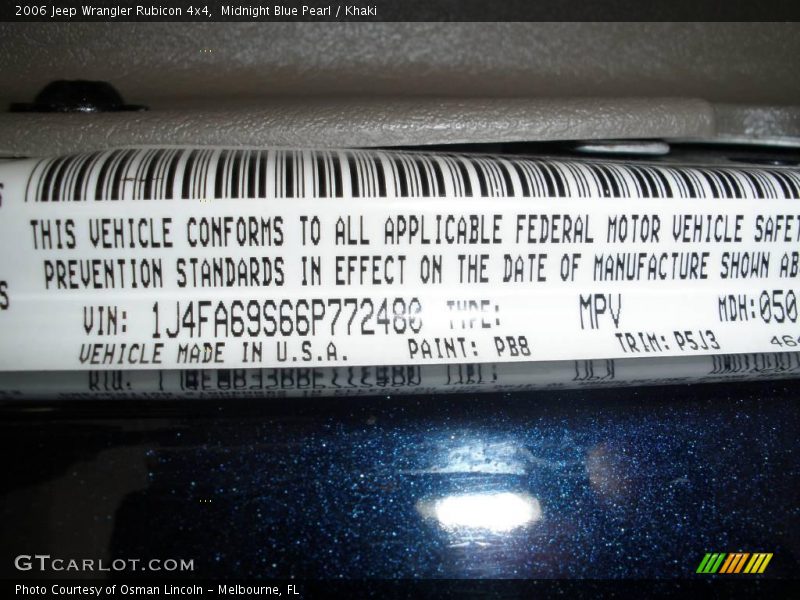 2006 Jeep Wrangler Rubicon 4x4,  Midnight Blue Pearl / Khaki
THIS VEHICLE CONFORMS TO ALL APPLICABLE FEDERAL MOTOR VEHICLE SAFET
PREVENTION STANDARDS IN EFFECT ON THE DATE OF MANUFACTURE SHOWN AB
VIN: 1J4FA69S66P772480 TYPE: MPV MDH:050
VEHICLE MADE IN U.S.A. PAINT: PB8 TRIM: P5J3 464
GTCARLOT.COM
Photo Courtesy of Osman Lincoln - Melbourne, FL